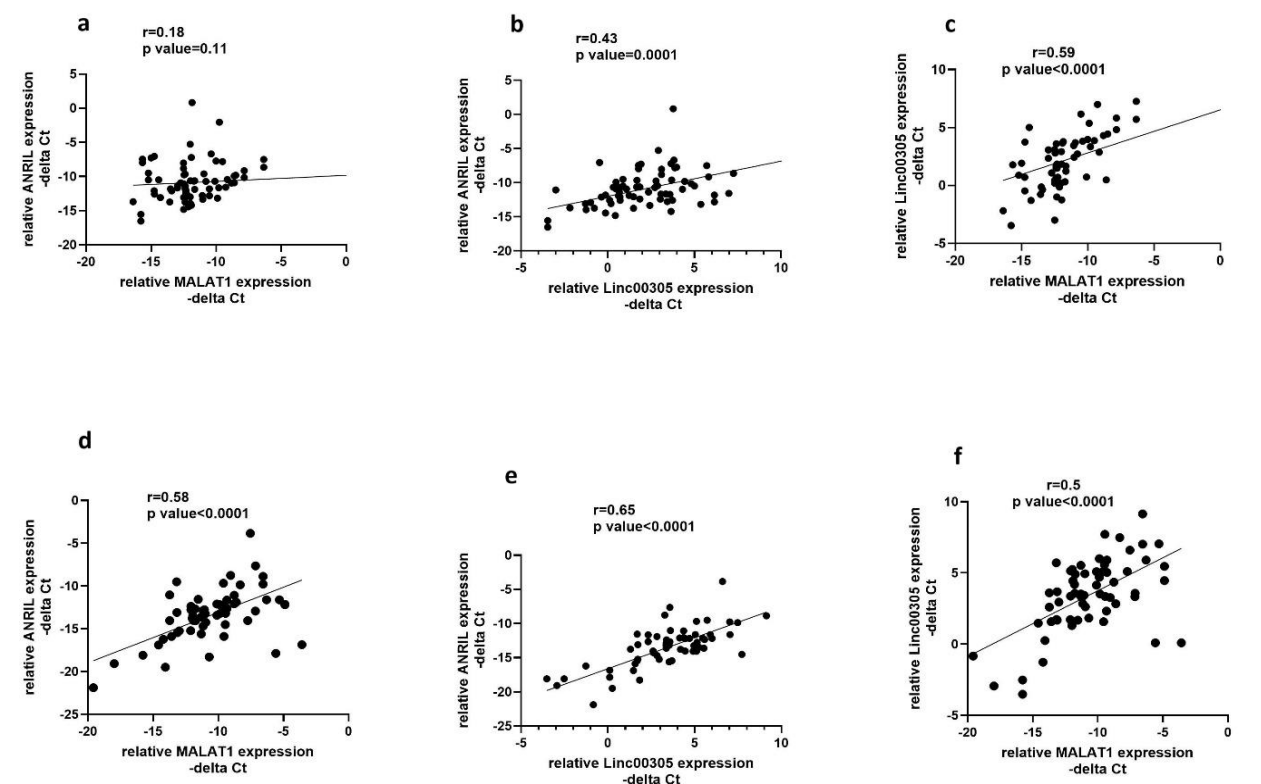 a
r=0.18
p value=0.11
relative ANRIL expression
-delta Ct
5
0
-5
-10
-15
-20
-20 -15 -10 -5 0
relative MALAT1 expression
-delta Ct
b
r=0.43
p value=0.0001
relative ANRIL expression
-delta Ct
5
0
-5
-10
-15
-20
-5 0 5 10
relative Linc00305 expression
-delta Ct
c
r=0.59
p value<0.0001
relative Linc00305 expression
-delta Ct
10
5
0
-5
-20 -15 -10 -5 0
relative MALAT1 expression
-delta Ct
d
r=0.58
p value<0.0001
relative ANRIL expression
-delta Ct
0
-5
-10
-15
-20
-25
-20 -15 -10 -5 0
relative MALAT1 expression
-delta Ct
e
r=0.65
p value<0.0001
relative ANRIL expression
-delta Ct
0
-5
-10
-15
-20
-25
-5 0 5 10
relative Linc00305 expression
-delta Ct
f
r=0.5
p value<0.0001
relative Linc00305 expression
-delta Ct
10
5
0
-5
-20 -15 -10 -5 0
relative MALAT1 expression
-delta Ct